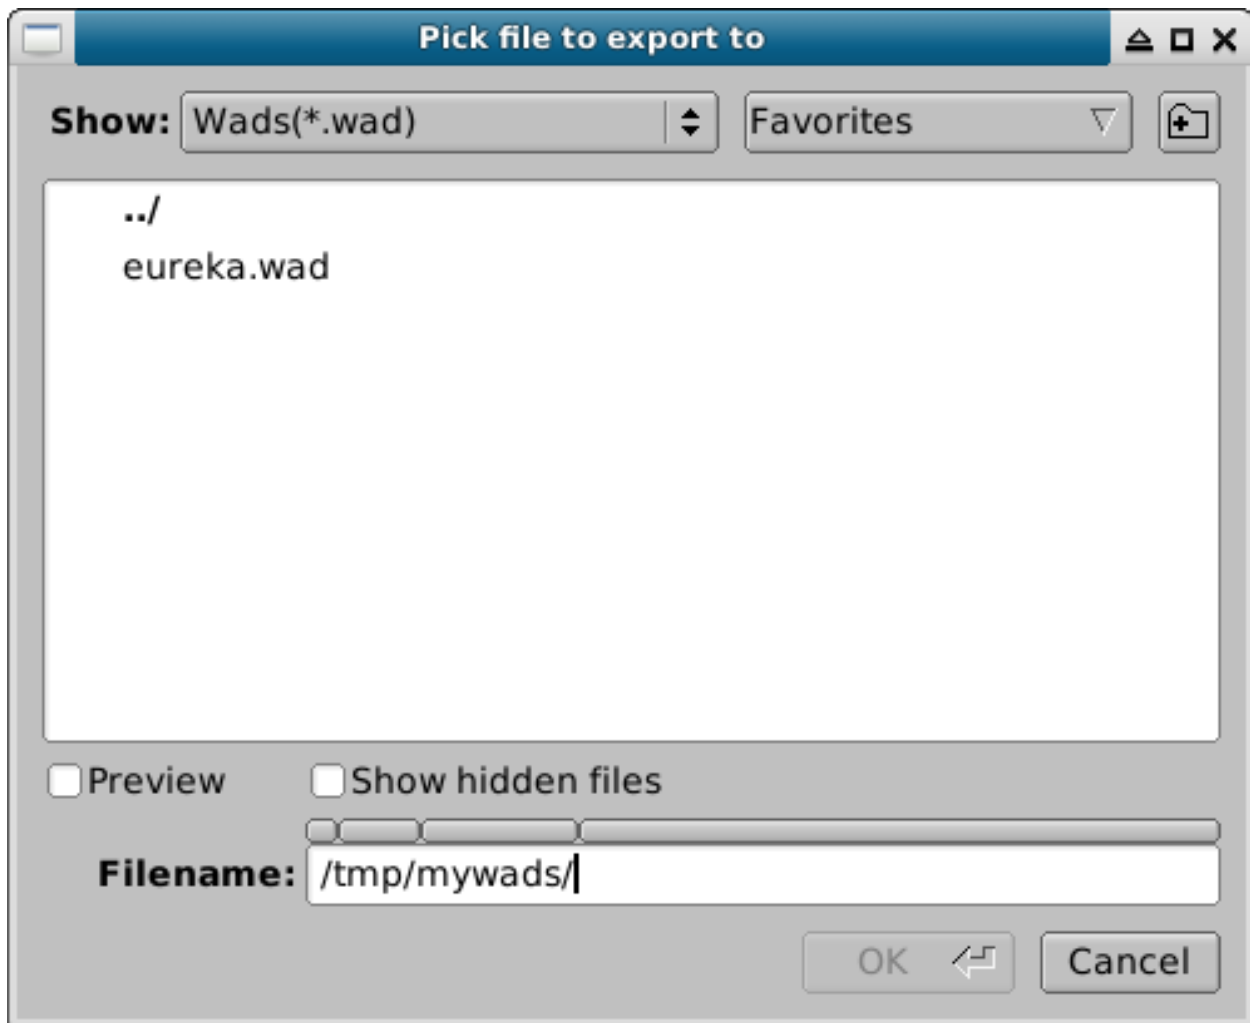 Pick file to export to
Show: Wads(*.wad) Favorites
../
eureka.wad
Preview Show hidden files
Filename: /tmp/mywads/
OK Cancel